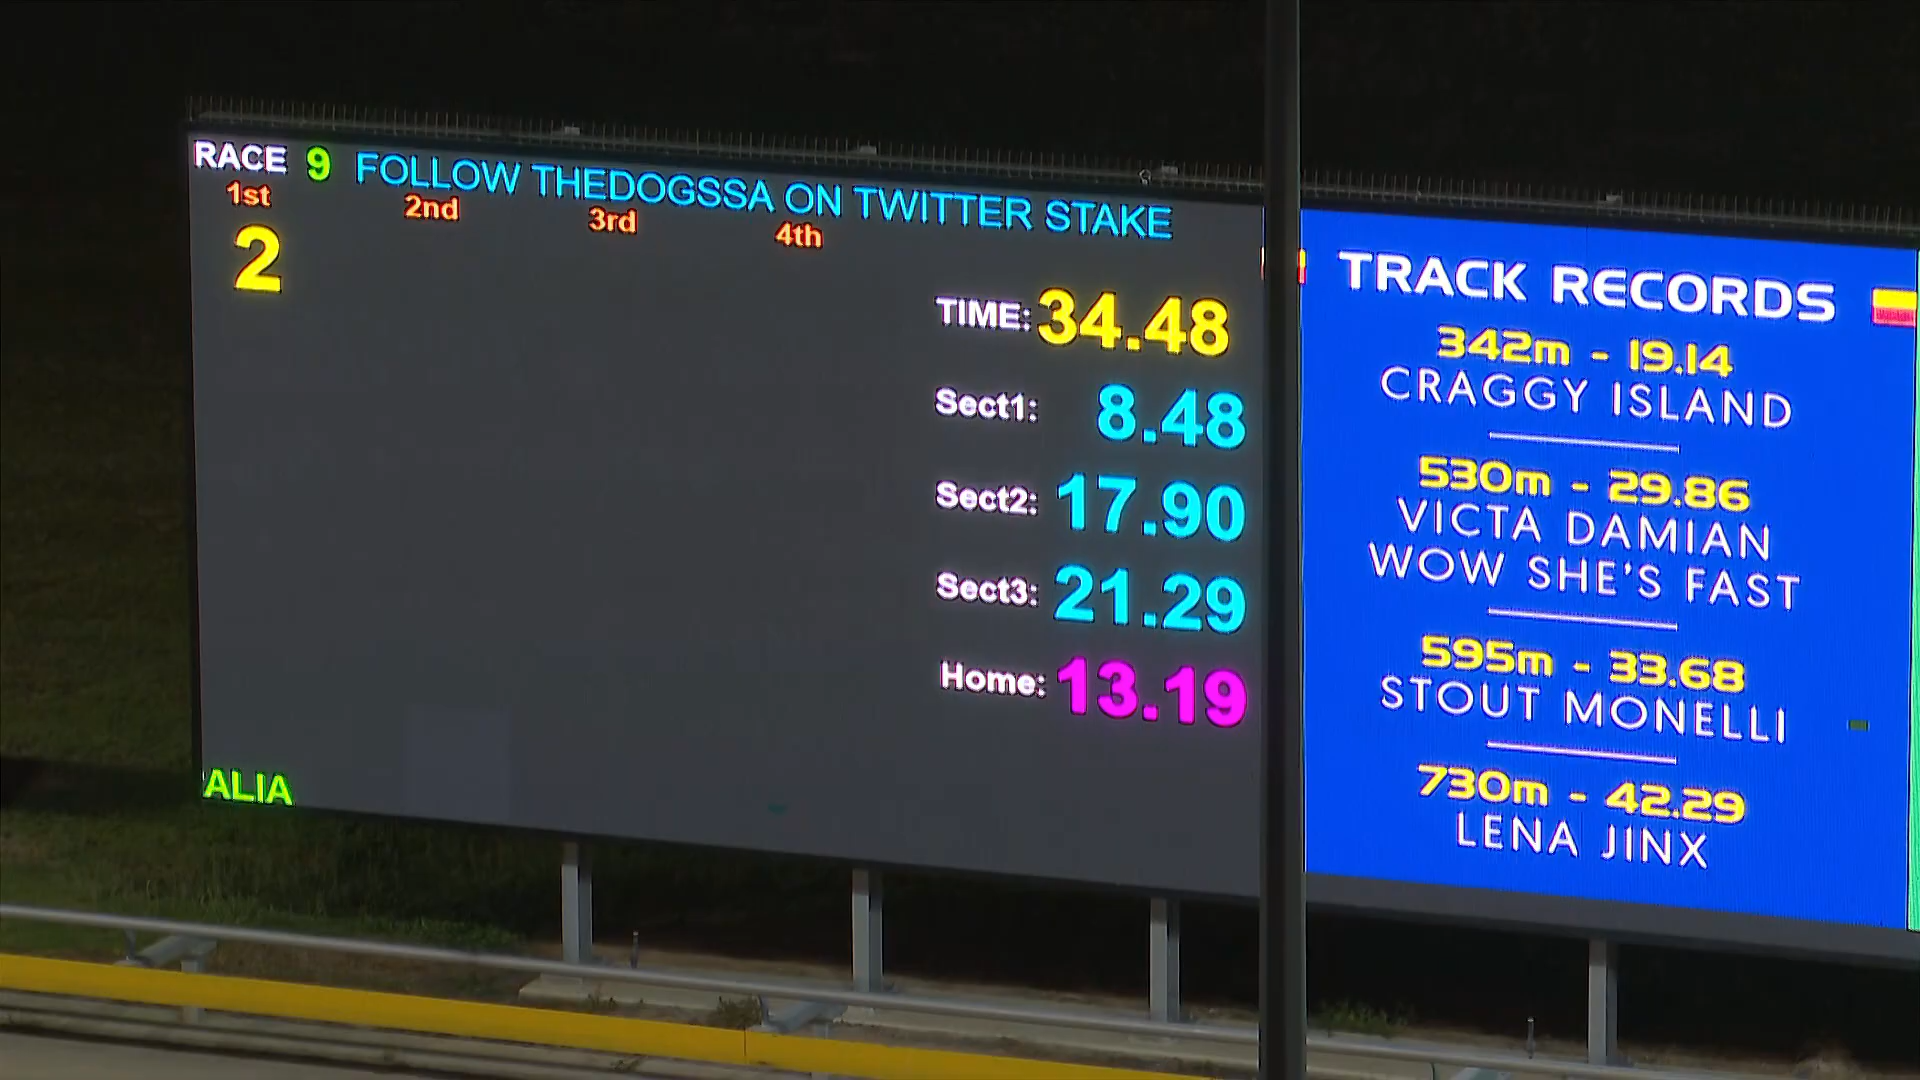 RACE 9 FOLLOW THEDOGSSA ON TWITTER STAKE
1st 2nd 3rd 4th
2
TIME: 34.48
Sect1: 8.48
Sect2: 17.90
Sect3: 21.29
Home: 13.19
ALIA
TRACK RECORDS
342m - 19.14
CRAGGY ISLAND
530m - 29.86
VICTA DAMIAN
WOW SHE'S FAST
595m - 33.68
STOUT MONELLI
730m - 42.29
LENA JINX